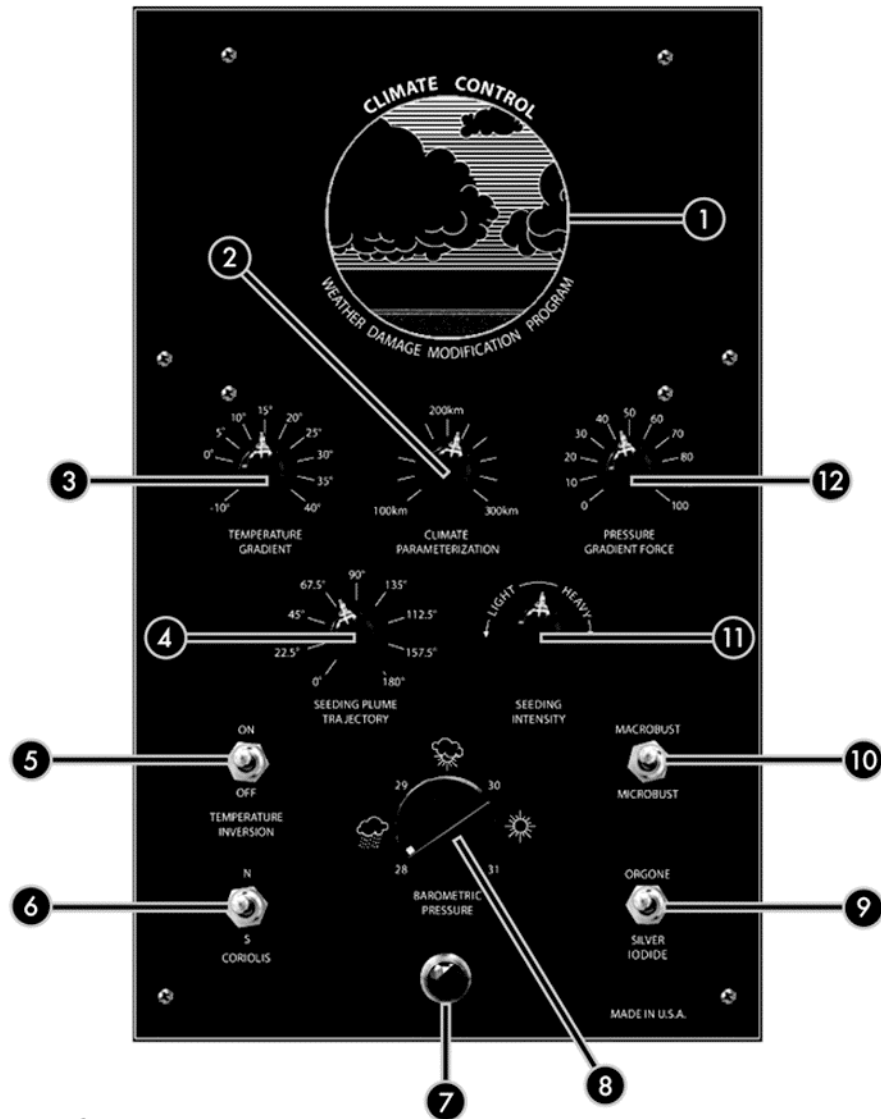 CLIMATE CONTROL
WEATHER DAMAGE MODIFICATION PROGRAM
1
2
-10° 0° 5° 10° 15° 20° 25° 30° 35° 40°
TEMPERATURE
GRADIENT
3
100km 200km 300km
CLIMATE
PARAMETERIZATION
0 10 20 30 40 50 60 70 80 100
PRESSURE
GRADIENT FORCE
12
4
0° 22.5° 45° 67.5° 90° 135° 112.5° 157.5° 180°
SEEDING PLUME
TRAJECTORY
LIGHT HEAVY
SEEDING
INTENSITY
11
5
ON
OFF
TEMPERATURE
INVERSION
28 29 30 31
BAROMETRIC
PRESSURE
MACROBUST
MICROBUST
10
6
N
S
CORIOLIS
ORGONE
SILVER
IODIDE
9
MADE IN U.S.A.
7
8